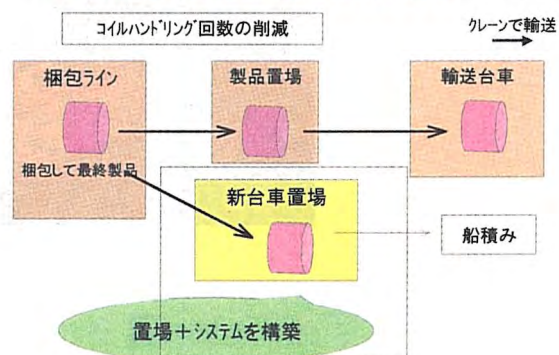 コイルハンドリング回数の削減
クレーンで輸送
梱包ライン
製品置場
輸送台車
梱包して最終製品
新台車置場
船積み
置場+システムを構築